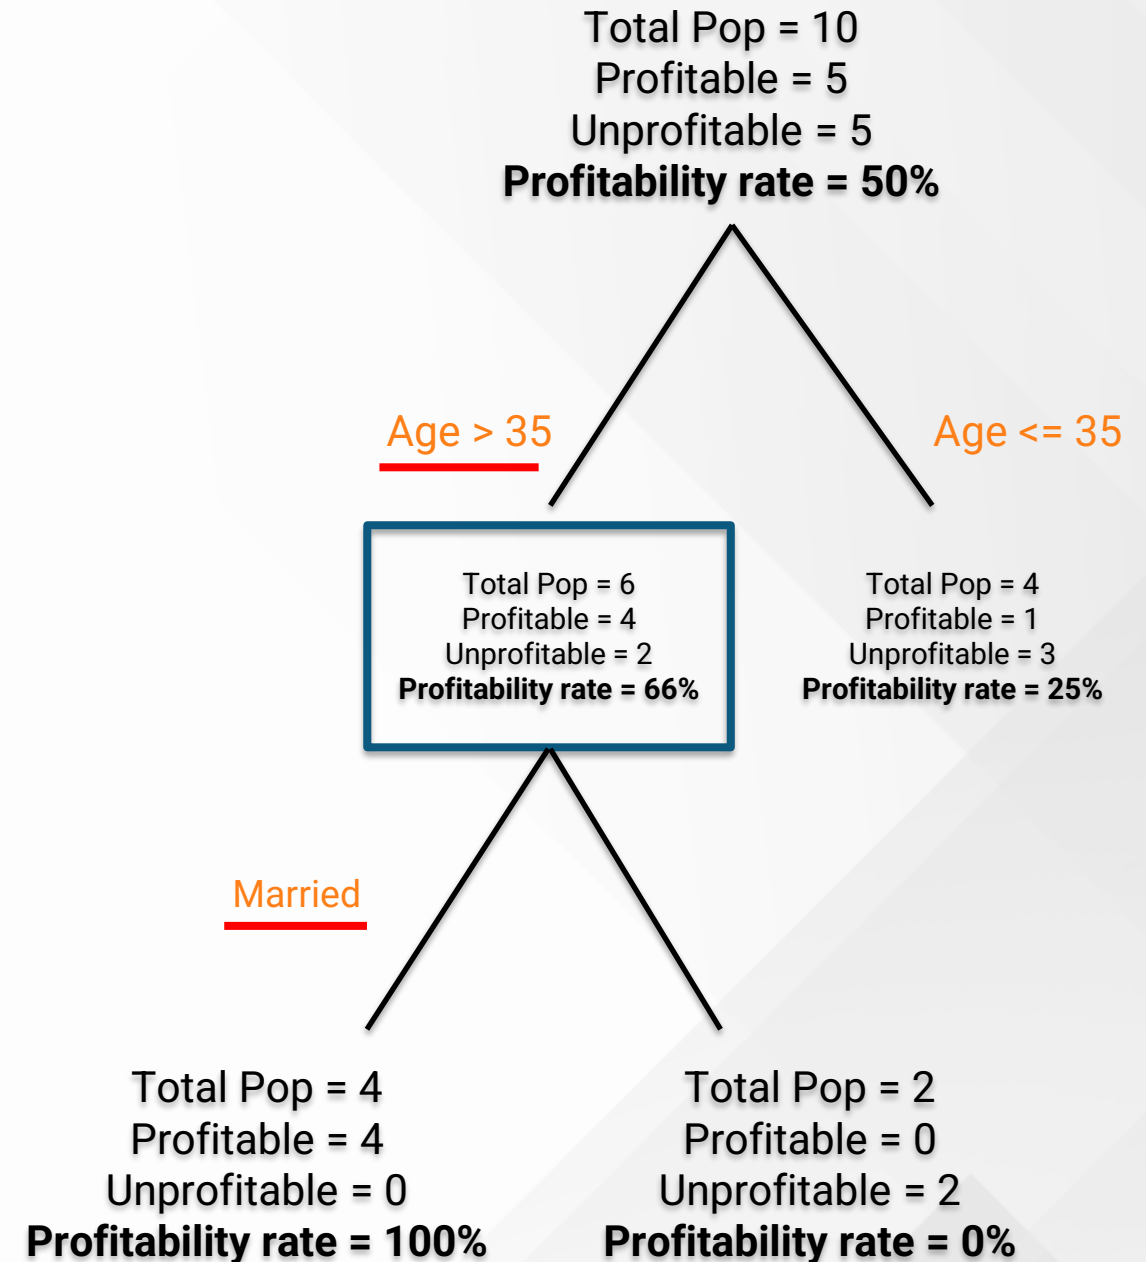 Total Pop = 10
Profitable = 5
Unprofitable = 5
Profitability rate = 50%
Age > 35
Age <= 35
Total Pop = 6
Profitable = 4
Unprofitable = 2
Profitability rate = 66%
Total Pop = 4
Profitable = 1
Unprofitable = 3
Profitability rate = 25%
Married
Total Pop = 4
Profitable = 4
Unprofitable = 0
Profitability rate = 100%
Total Pop = 2
Profitable = 0
Unprofitable = 2
Profitability rate = 0%